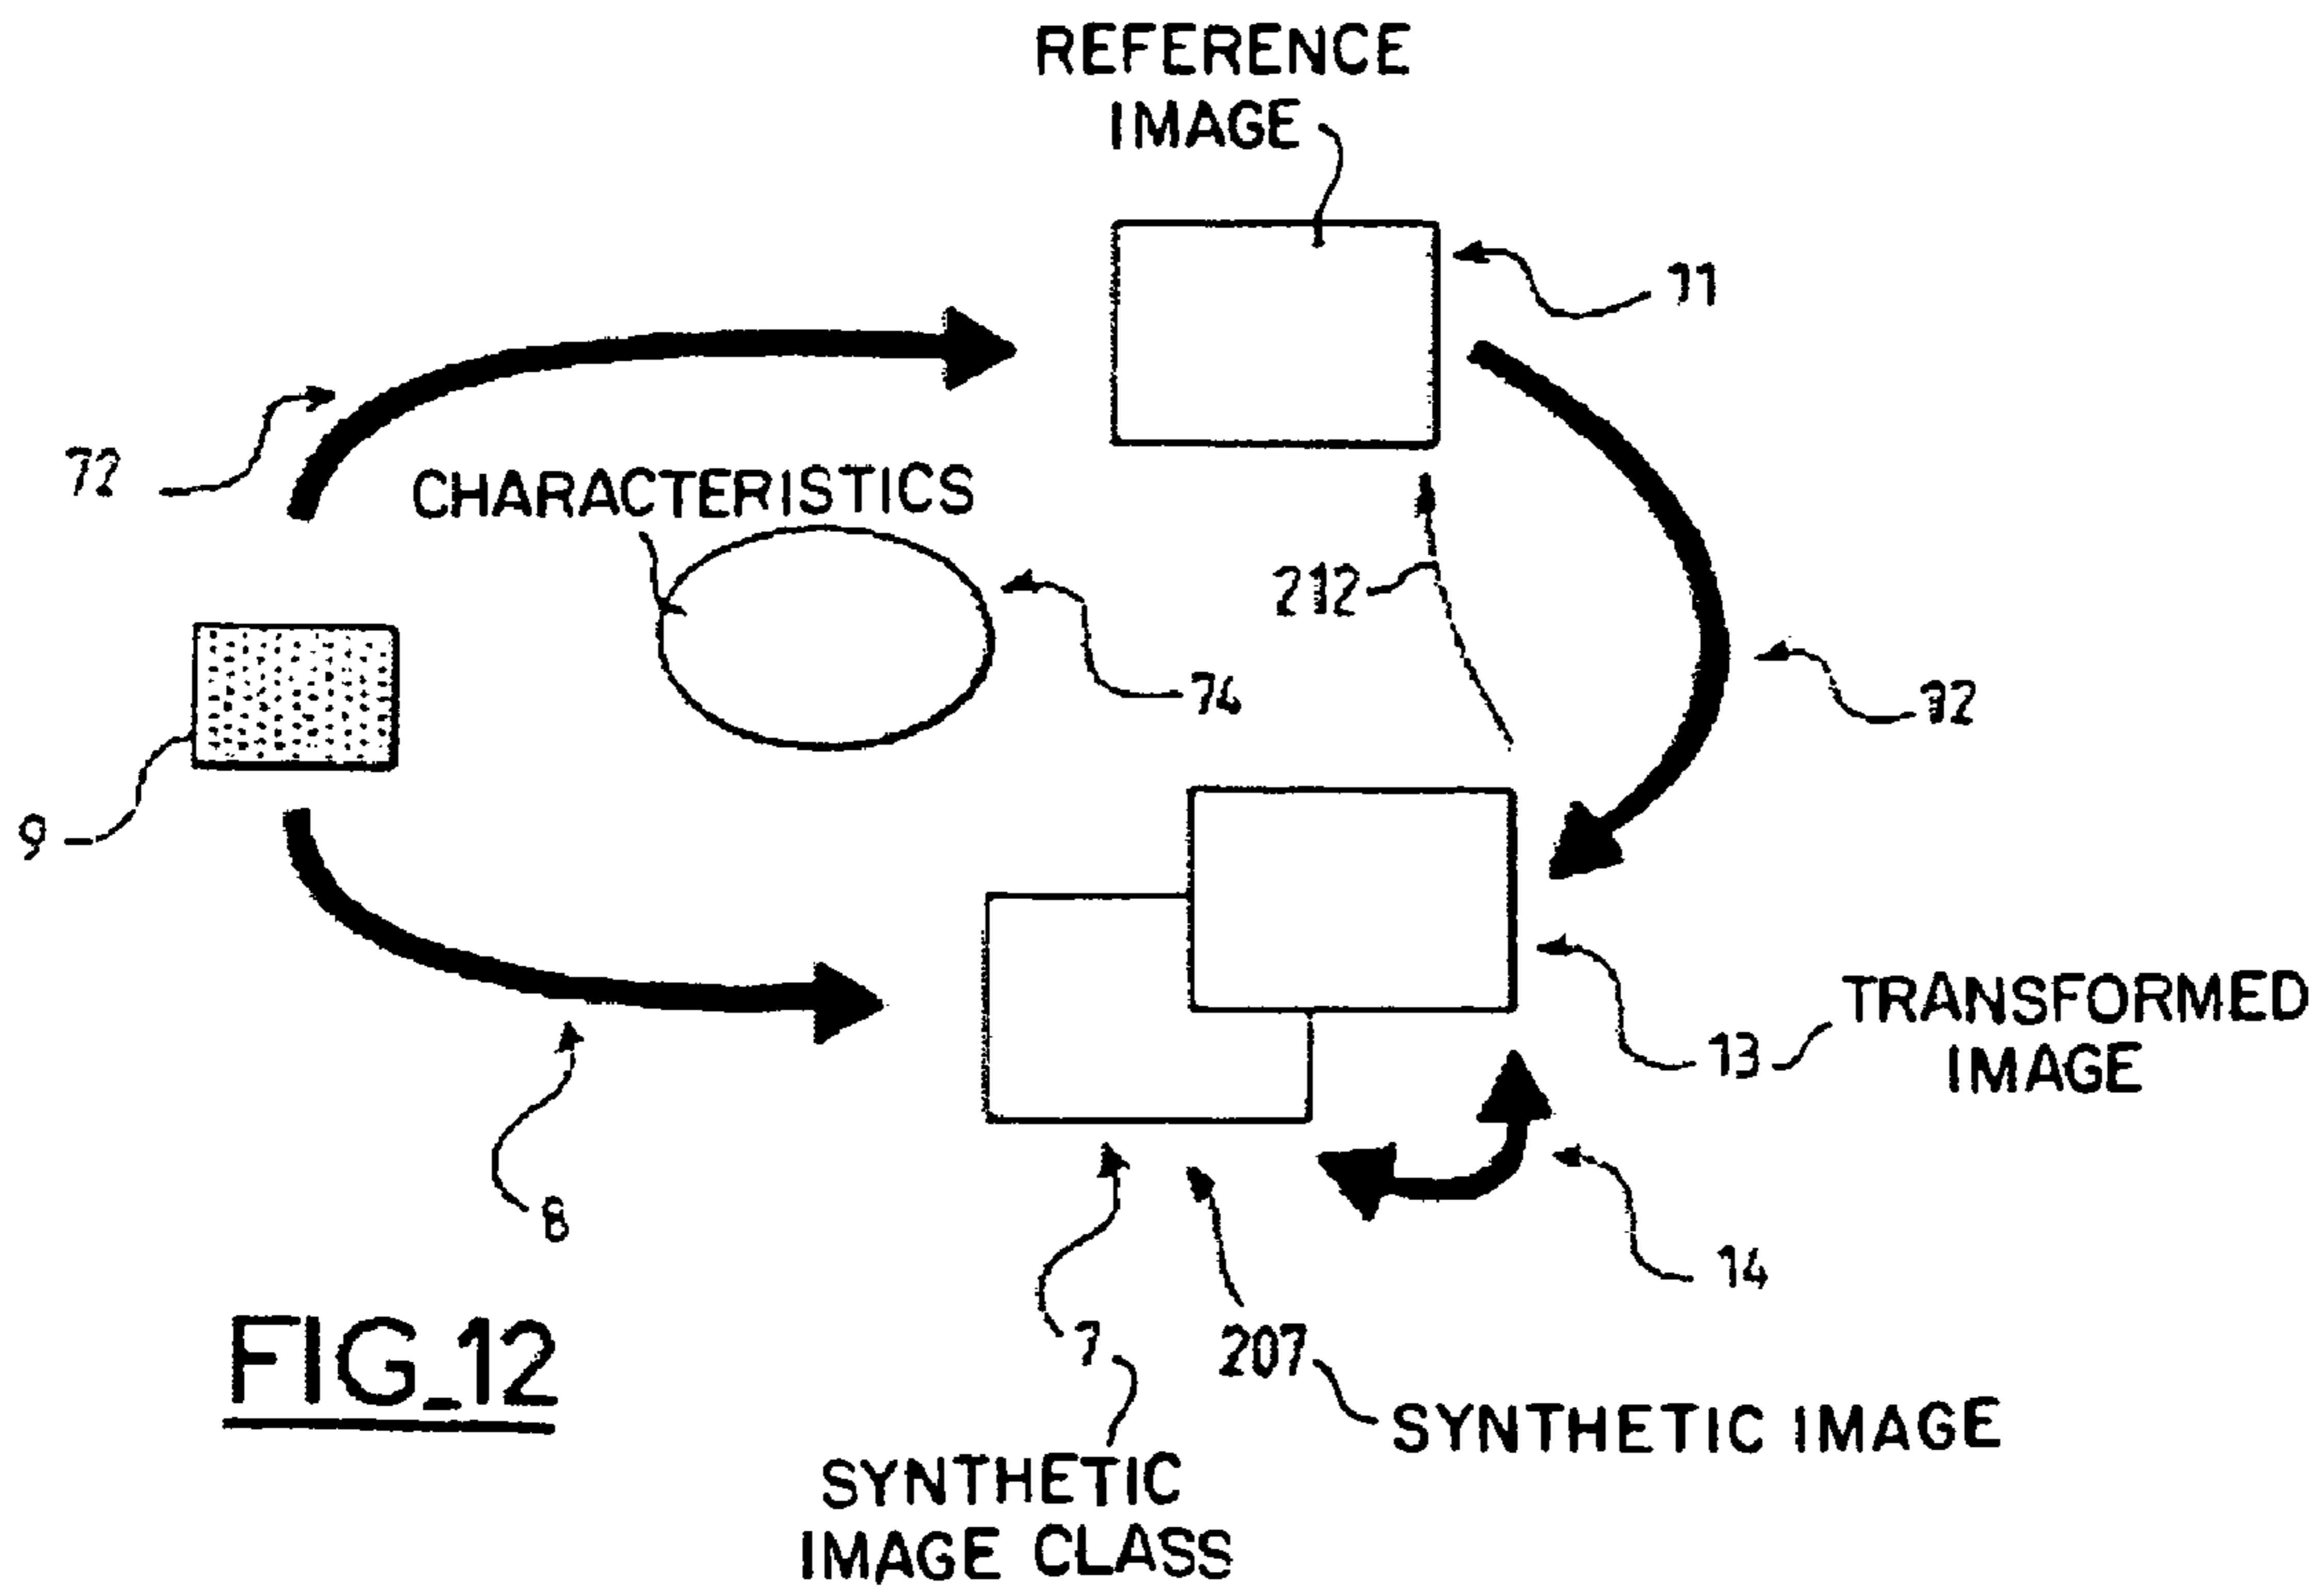 REFERENCE
IMAGE
11
72
CHARACTERISTICS
212
74
12
9
13
TRANSFORMED
IMAGE
8
14
7
207
SYNTHETIC IMAGE
SYNTHETIC
IMAGE CLASS
FIG_12